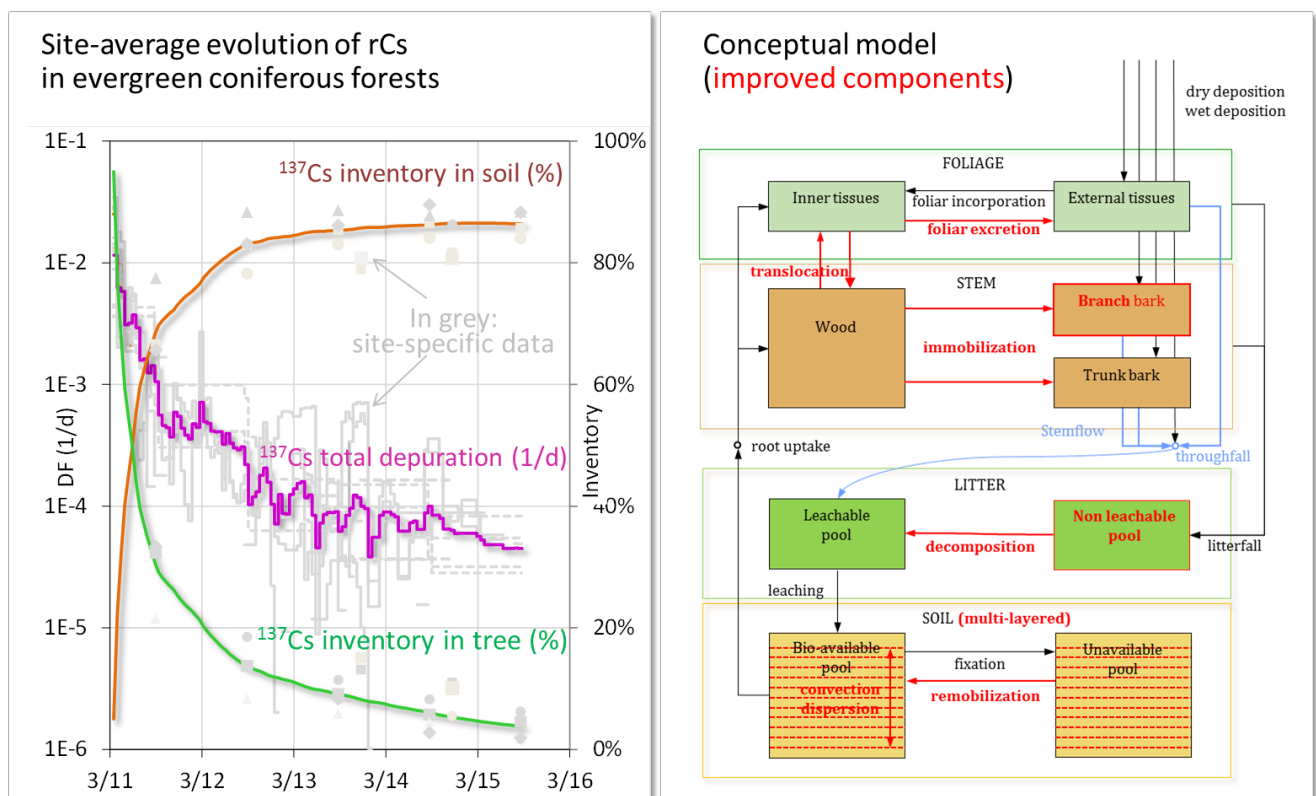 Site-average evolution of rCs
in evergreen coniferous forests
1E-1
1E-2
1E-3
1E-4
1E-5
1E-6
DF (1/d)
100%
80%
60%
40%
20%
0%
Inventory
3/11
3/12
3/13
3/14
3/15
3/16
¹³⁷Cs inventory in soil (%)
In grey:
site-specific data
¹³⁷Cs total depuration (1/d)
¹³⁷Cs inventory in tree (%)
Conceptual model
(improved components)
dry deposition
wet deposition
FOLIAGE
Inner tissues
foliar incorporation
External tissues
foliar excretion
translocation
STEM
Wood
Branch bark
immobilization
Trunk bark
Stemflow
root uptake
throughfall
LITTER
Leachable
pool
Non leachable
pool
decomposition
litterfall
leaching
SOIL (multi-layered)
Bio-available
pool
fixation
Unavailable
pool
convection
dispersion
remobilization